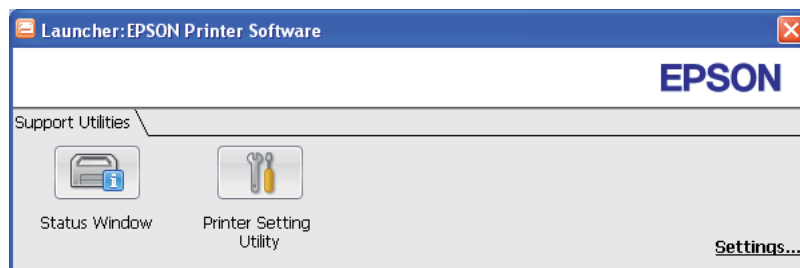 Launcher:EPSON Printer Software
EPSON
Support Utilities
Status Window
Printer Setting
Utility
Settings...